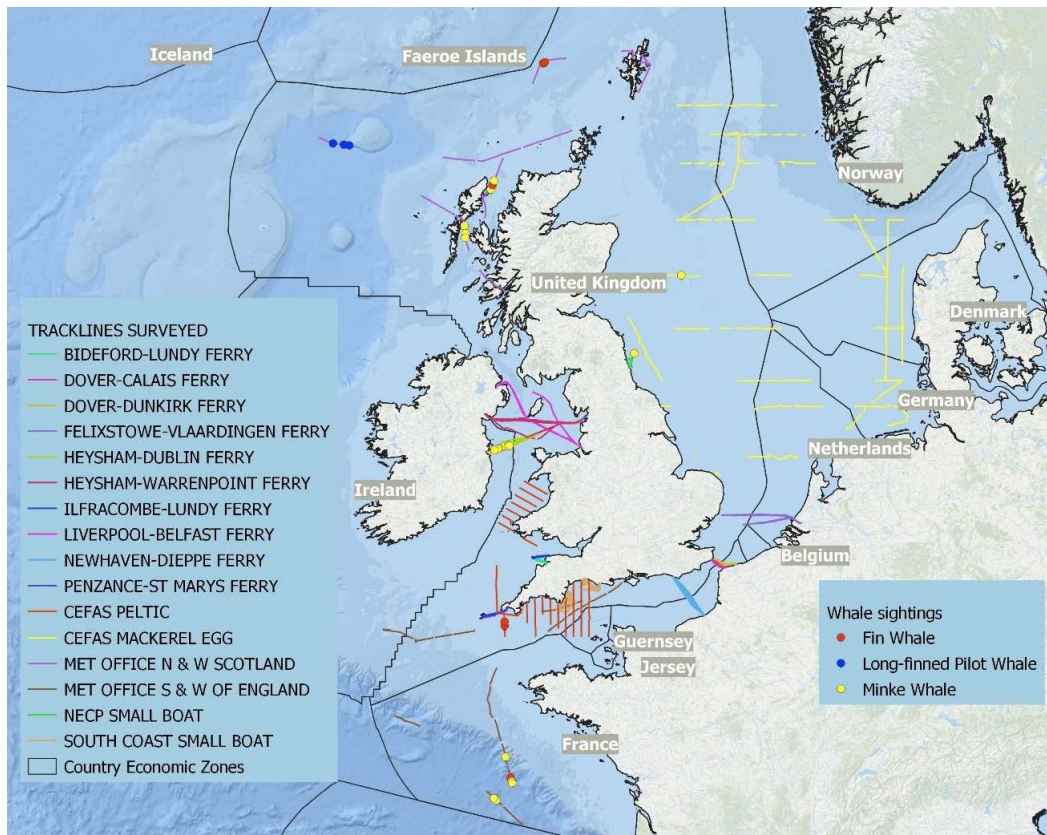 Iceland
Faeroe Islands
Norway
United Kingdom
Denmark
Germany
Netherlands
Ireland
Belgium
Guernsey
Jersey
France
TRACKLINES SURVEYED
BIDEFORD-LUNDY FERRY
DOVER-CALAIS FERRY
DOVER-DUNKIRK FERRY
FELIXSTOWE-VLAARDINGEN FERRY
HEYSHAM-DUBLIN FERRY
HEYSHAM-WARRENPOINT FERRY
ILFRACOMBE-LUNDY FERRY
LIVERPOOL-BELFAST FERRY
NEWHAVEN-DIEPPE FERRY
PENZANCE-ST MARYS FERRY
CEFAS PELTIC
CEFAS MACKEREL EGG
MET OFFICE N & W SCOTLAND
MET OFFICE S & W OF ENGLAND
NECP SMALL BOAT
SOUTH COAST SMALL BOAT
Country Economic Zones
Whale sightings
Fin Whale
Long-finned Pilot Whale
Minke Whale